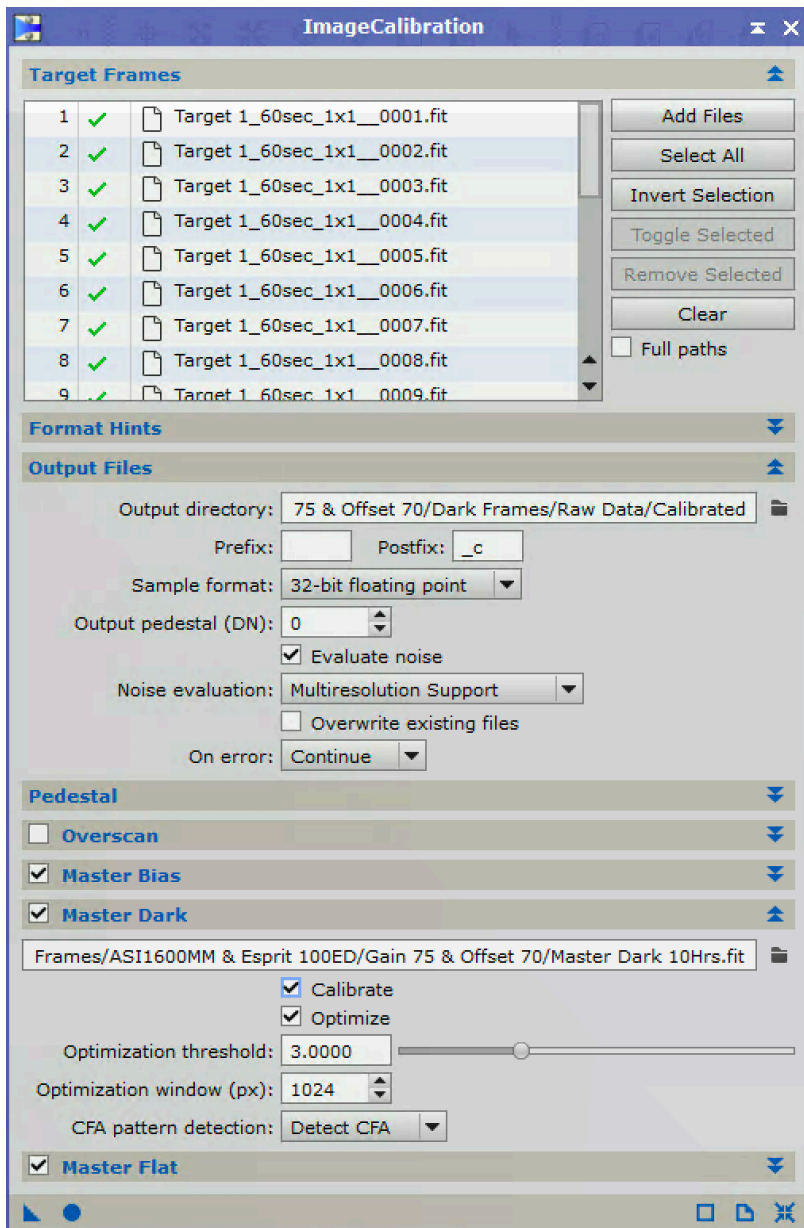 ImageCalibration
Target Frames
1 Target 1_60sec_1x1__0001.fit
2 Target 1_60sec_1x1__0002.fit
3 Target 1_60sec_1x1__0003.fit
4 Target 1_60sec_1x1__0004.fit
5 Target 1_60sec_1x1__0005.fit
6 Target 1_60sec_1x1__0006.fit
7 Target 1_60sec_1x1__0007.fit
8 Target 1_60sec_1x1__0008.fit
9 Target 1_60sec_1x1__0009.fit
Add Files
Select All
Invert Selection
Toggle Selected
Remove Selected
Clear
Full paths
Format Hints
Output Files
Output directory: 75 & Offset 70/Dark Frames/Raw Data/Calibrated
Prefix: Postfix: _c
Sample format: 32-bit floating point
Output pedestal (DN): 0
Evaluate noise
Noise evaluation: Multiresolution Support
Overwrite existing files
On error: Continue
Pedestal
Overscan
Master Bias
Master Dark
Frames/ASI1600MM & Esprit 100ED/Gain 75 & Offset 70/Master Dark 10Hrs.fit
Calibrate
Optimize
Optimization threshold: 3.0000
Optimization window (px): 1024
CFA pattern detection: Detect CFA
Master Flat